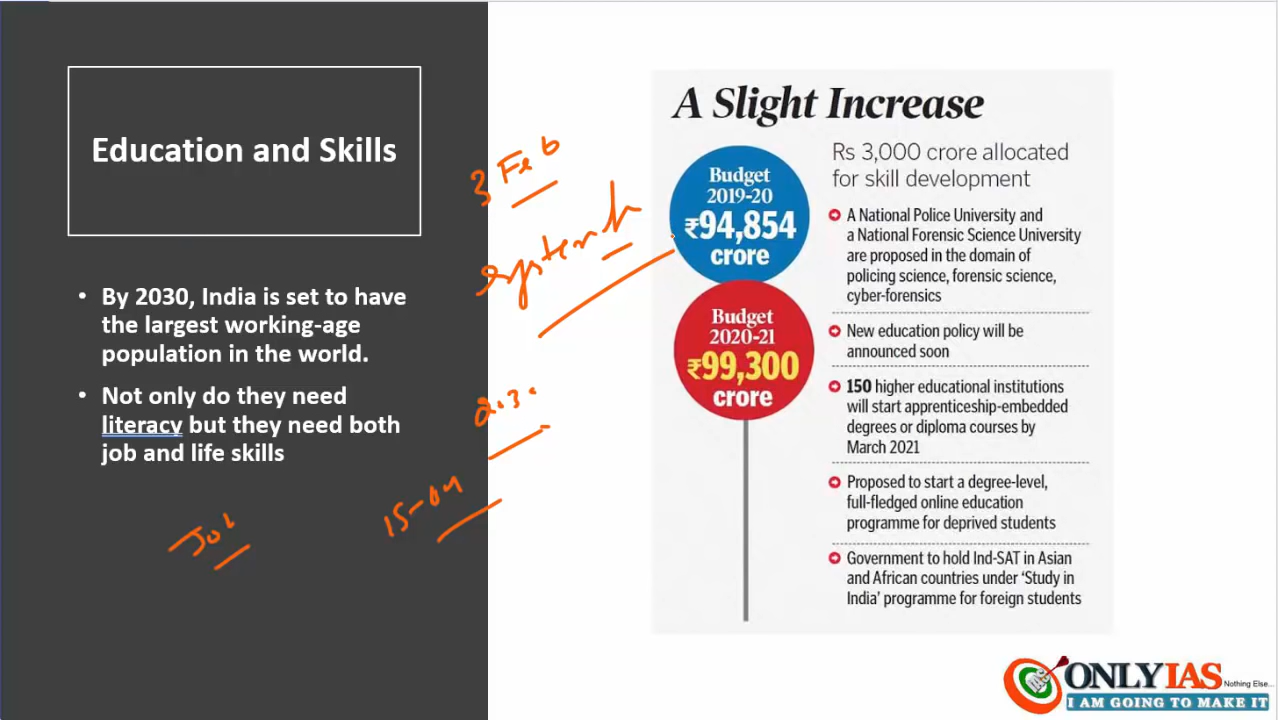 Education and Skills
• By 2030, India is set to have
the largest working-age
population in the world.
• Not only do they need
literacy but they need both
job and life skills
Job
15-04
3 Feb
System
2030
A Slight Increase
Budget
2019-20
₹94,854
crore
Budget
2020-21
₹99,300
crore
Rs 3,000 crore allocated
for skill development
A National Police University and
a National Forensic Science University
are proposed in the domain of
policing science, forensic science,
cyber-forensics
New education policy will be
announced soon
150 higher educational institutions
will start apprenticeship-embedded
degrees or diploma courses by
March 2021
Proposed to start a degree-level,
full-fledged online education
programme for deprived students
Government to hold Ind-SAT in Asian
and African countries under ‘Study in
India’ programme for foreign students
ONLYIAS Nothing Else...
I AM GOING TO MAKE IT